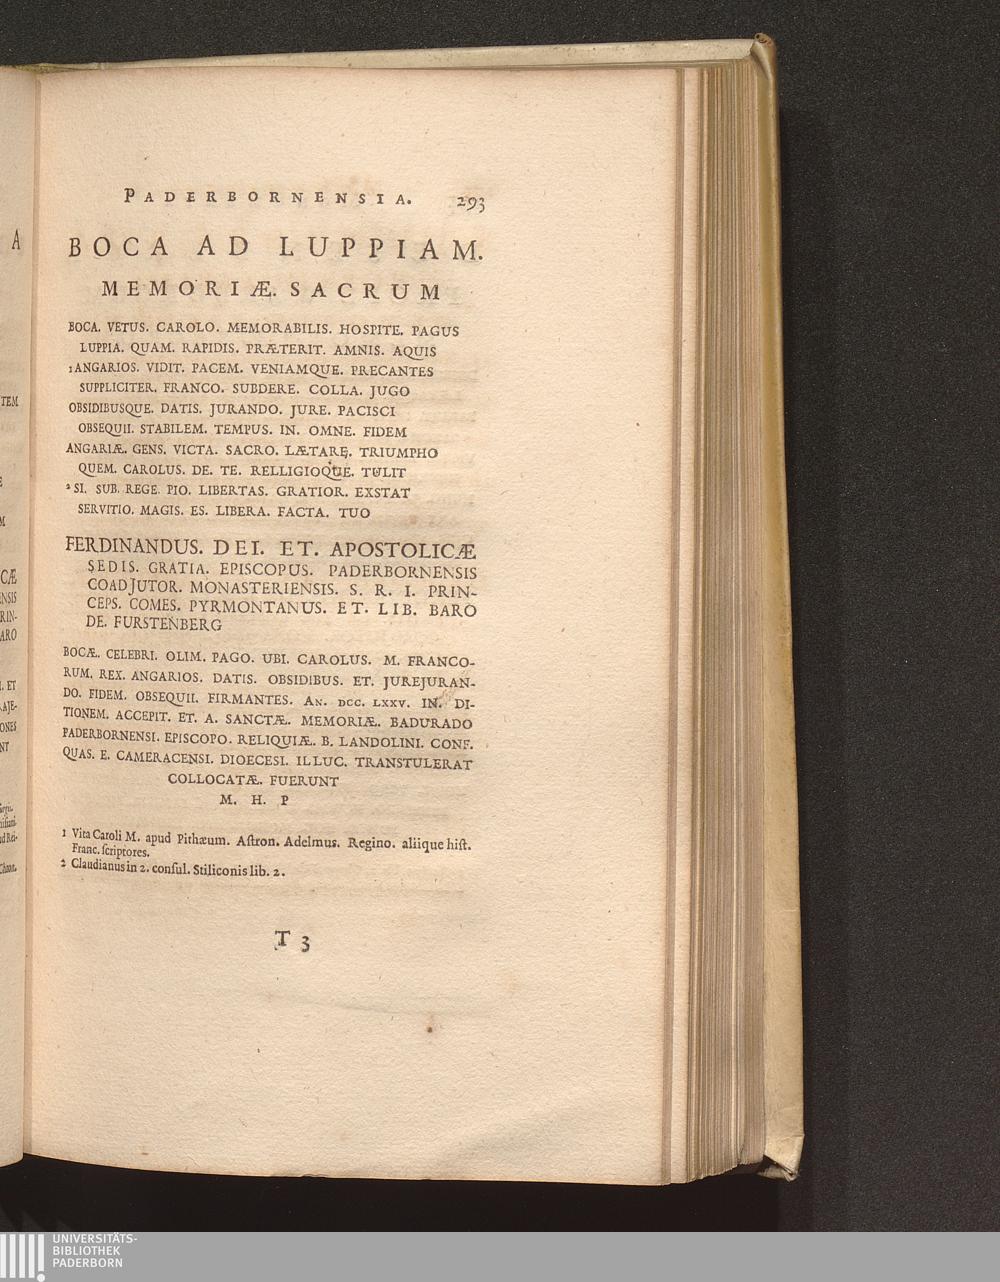 PADERBORNENSIA. 293
BOCA AD LUPPIAM.
MEMORIÆ. SACRUM
BOCA. VETUS. CAROLO. MEMORABILIS. HOSPITE. PAGUS
LUPPIA. QUAM. RAPIDIS. PRÆTERIT. AMNIS. AQUIS
1 ANGARIOS. VIDIT. PACEM. VENIAMQUE. PRECANTES
SUPPLICITER. FRANCO. SUBDERE. COLLA. JUGO
OBSIDIBUSQUE. DATIS. JURANDO. JURE. PACISCI
OBSEQUII. STABILEM. TEMPUS. IN. OMNE. FIDEM
ANGARIÆ. GENS. VICTA. SACRO. LÆTARE. TRIUMPHO
QUEM. CAROLUS. DE. TE. RELLIGIOQUE. TULIT
2 SI. SUB. REGE. PIO. LIBERTAS. GRATIOR. EXSTAT
SERVITIO. MAGIS. ES. LIBERA. FACTA. TUO
FERDINANDUS. DEI. ET. APOSTOLICÆ
SEDIS. GRATIA. EPISCOPUS. PADERBORNENSIS
COADJUTOR. MONASTERIENSIS. S. R. I. PRIN-
CEPS. COMES. PYRMONTANUS. ET. LIB. BARO
DE. FURSTENBERG
BOCÆ. CELEBRI. OLIM. PAGO. UBI. CAROLUS. M. FRANCO-
RUM. REX. ANGARIOS. DATIS. OBSIDIBUS. ET. JUREJURAN-
DO. FIDEM. OBSEQUII. FIRMANTES. AN. DCC. LXXV. IN. DI-
TIONEM. ACCEPIT. ET. A. SANCTÆ. MEMORIÆ. BADURADO
PADERBORNENSI. EPISCOPO. RELIQUIÆ. B. LANDOLINI. CONF.
QUAS. E. CAMERACENSI. DIOECESI. ILLUC. TRANSTULERAT
COLLOCATÆ. FUERUNT
M. H. P
1 Vita Caroli M. apud Pithæum. Aſtron. Adelmus. Regino. aliique hiſt.
Franc. ſcriptores.
2 Claudianus in 2. conſul. Stiliconis lib. 2.
T 3
UNIVERSITÄTS-
BIBLIOTHEK
PADERBORN